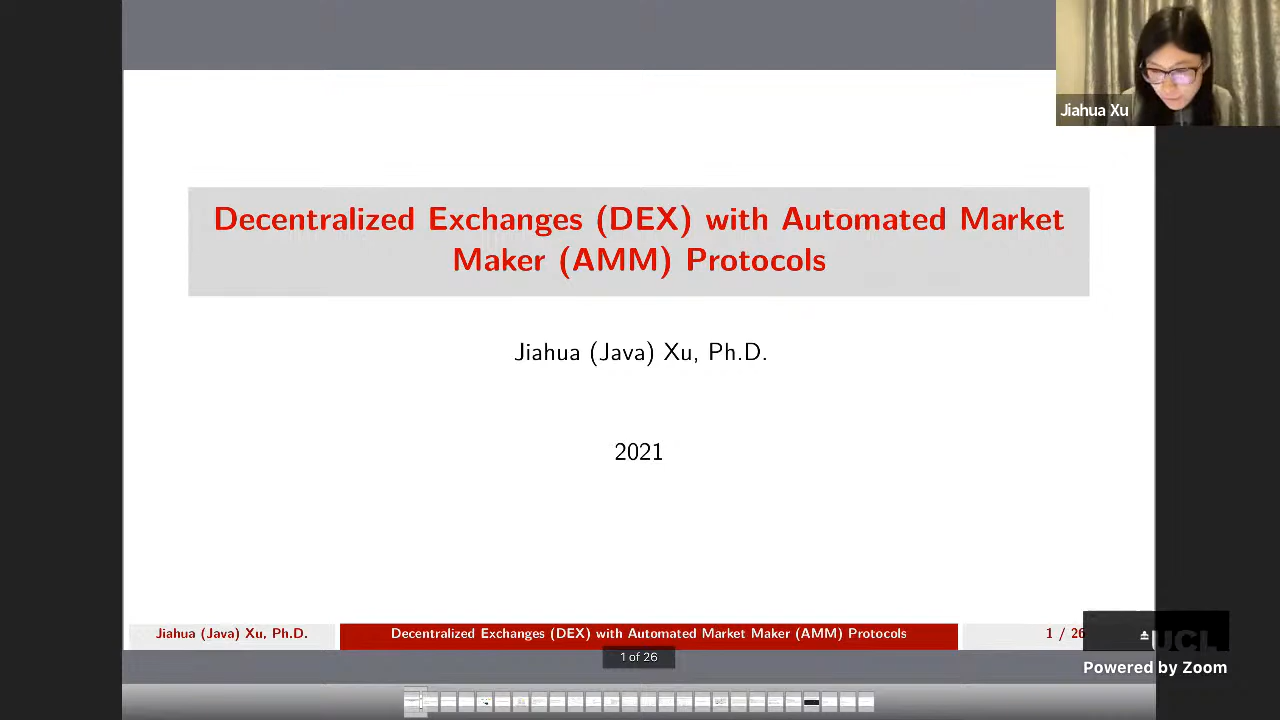 Jiahua Xu
Decentralized Exchanges (DEX) with Automated Market
Maker (AMM) Protocols
Jiahua (Java) Xu, Ph.D.
2021
Jiahua (Java) Xu, Ph.D.
Decentralized Exchanges (DEX) with Automated Market Maker (AMM) Protocols
1 / 26
UCL
1 of 26
Powered by Zoom